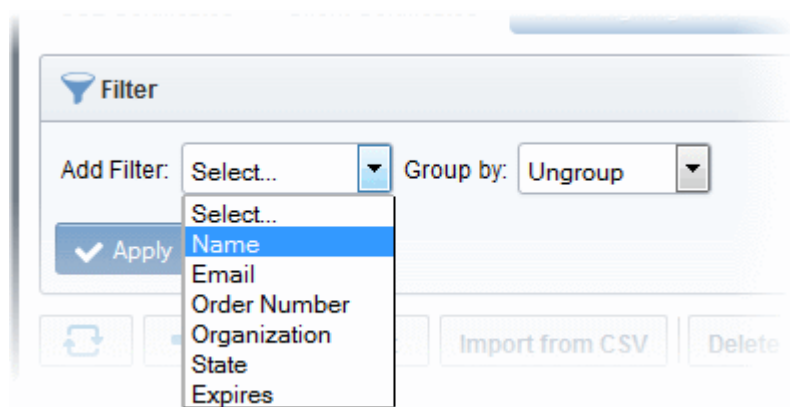 Filter
Add Filter: Select... Group by: Ungroup
Select...
Apply Name
Email
Order Number
Organization
Import from CSV Delete
State
Expires